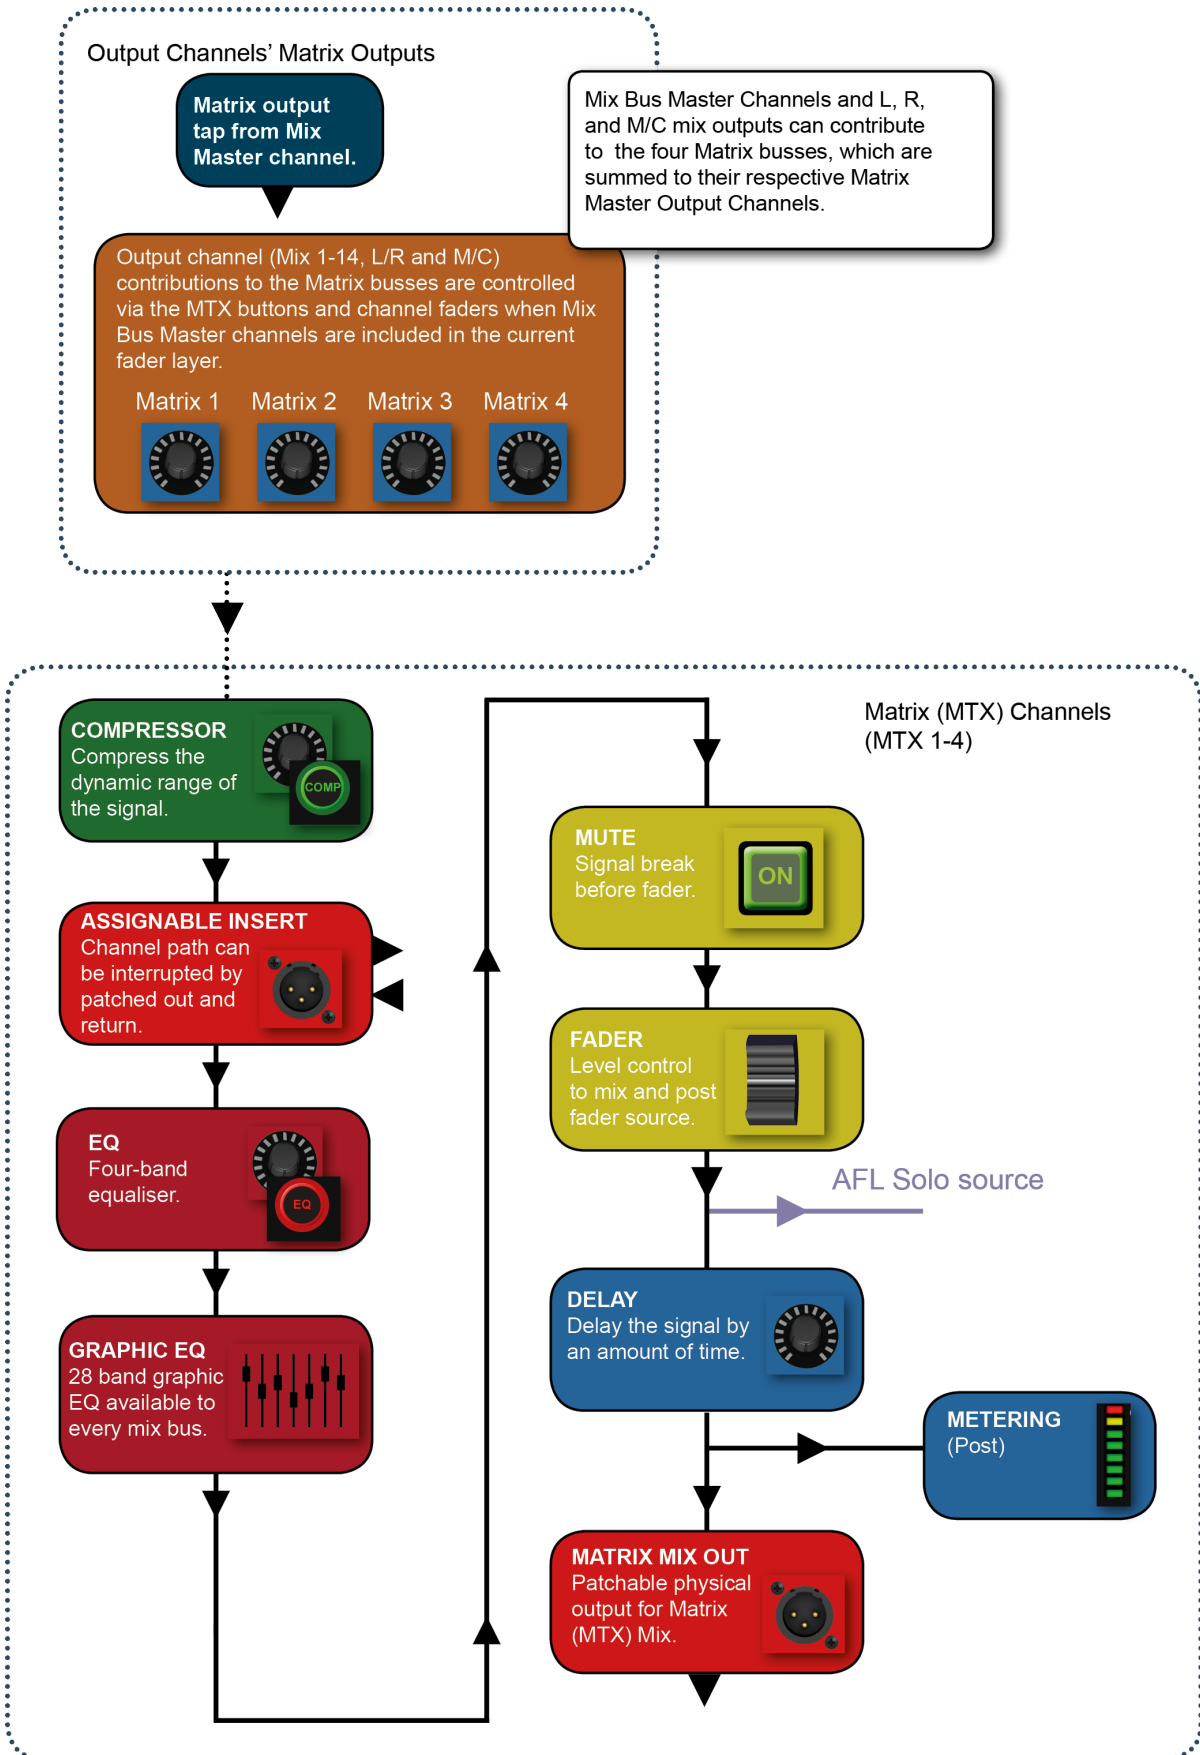 Output Channels’ Matrix Outputs
Matrix output
tap from Mix
Master channel.
Mix Bus Master Channels and L, R,
and M/C mix outputs can contribute
to the four Matrix busses, which are
summed to their respective Matrix
Master Output Channels.
Output channel (Mix 1-14, L/R and M/C)
contributions to the Matrix busses are controlled
via the MTX buttons and channel faders when Mix
Bus Master channels are included in the current
fader layer.
Matrix 1 Matrix 2 Matrix 3 Matrix 4
COMPRESSOR
Compress the
dynamic range of
the signal.
COMP
ASSIGNABLE INSERT
Channel path can
be interrupted by
patched out and
return.
EQ
Four-band
equaliser.
EQ
GRAPHIC EQ
28 band graphic
EQ available to
every mix bus.
Matrix (MTX) Channels
(MTX 1-4)
MUTE
Signal break
before fader.
ON
FADER
Level control
to mix and post
fader source.
AFL Solo source
DELAY
Delay the signal by
an amount of time.
METERING
(Post)
MATRIX MIX OUT
Patchable physical
output for Matrix
(MTX) Mix.